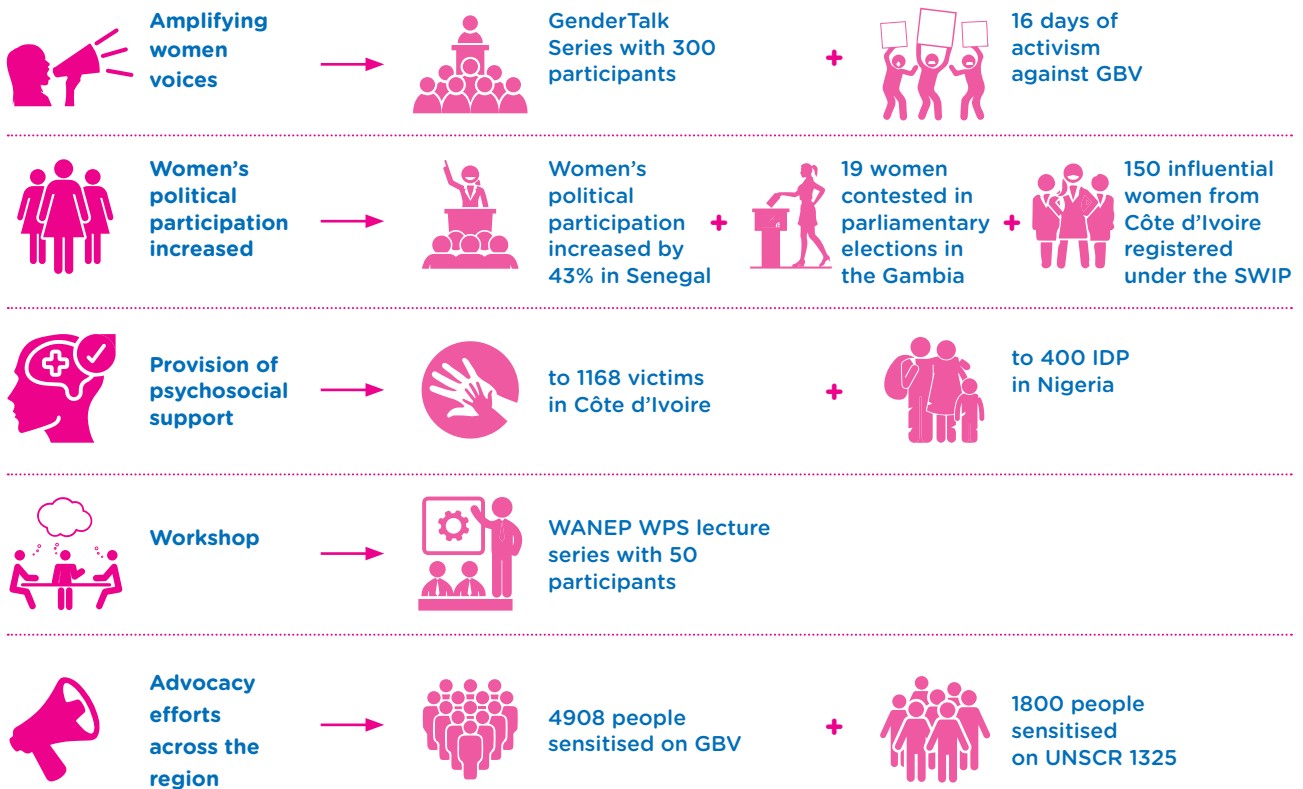 Amplifying
women
voices
GenderTalk
Series with 300
participants
+
16 days of
activism
against GBV
Women's
political
participation
increased
Women's
political
participation
increased by
43% in Senegal
+
19 women
contested in
parliamentary
elections in
the Gambia
+
150 influential
women from
Côte d'Ivoire
registered
under the SWIP
Provision of
psychosocial
support
to 1168 victims
in Côte d'Ivoire
+
to 400 IDP
in Nigeria
Workshop
WANEP WPS lecture
series with 50
participants
Advocacy
efforts
across the
region
4908 people
sensitised on GBV
+
1800 people
sensitised
on UNSCR 1325